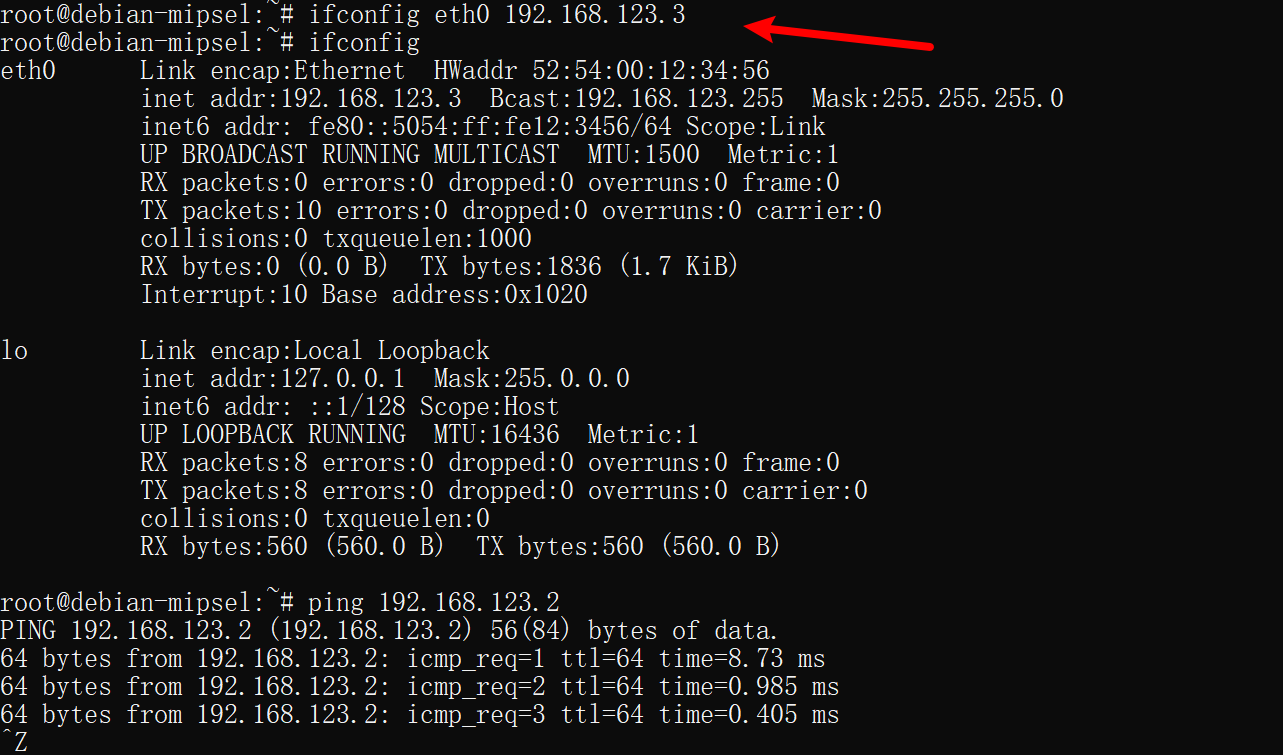 root@debian-mipsel:~# ifconfig eth0 192.168.123.3
root@debian-mipsel:~# ifconfig
eth0      Link encap:Ethernet  HWaddr 52:54:00:12:34:56
          inet addr:192.168.123.3  Bcast:192.168.123.255  Mask:255.255.255.0
          inet6 addr: fe80::5054:ff:fe12:3456/64 Scope:Link
          UP BROADCAST RUNNING MULTICAST  MTU:1500  Metric:1
          RX packets:0 errors:0 dropped:0 overruns:0 frame:0
          TX packets:10 errors:0 dropped:0 overruns:0 carrier:0
          collisions:0 txqueuelen:1000
          RX bytes:0 (0.0 B)  TX bytes:1836 (1.7 KiB)
          Interrupt:10 Base address:0x1020
lo        Link encap:Local Loopback
          inet addr:127.0.0.1  Mask:255.0.0.0
          inet6 addr: ::1/128 Scope:Host
          UP LOOPBACK RUNNING  MTU:16436  Metric:1
          RX packets:8 errors:0 dropped:0 overruns:0 frame:0
          TX packets:8 errors:0 dropped:0 overruns:0 carrier:0
          collisions:0 txqueuelen:0
          RX bytes:560 (560.0 B)  TX bytes:560 (560.0 B)
root@debian-mipsel:~# ping 192.168.123.2
PING 192.168.123.2 (192.168.123.2) 56(84) bytes of data.
64 bytes from 192.168.123.2: icmp_req=1 ttl=64 time=8.73 ms
64 bytes from 192.168.123.2: icmp_req=2 ttl=64 time=0.985 ms
64 bytes from 192.168.123.2: icmp_req=3 ttl=64 time=0.405 ms
^Z